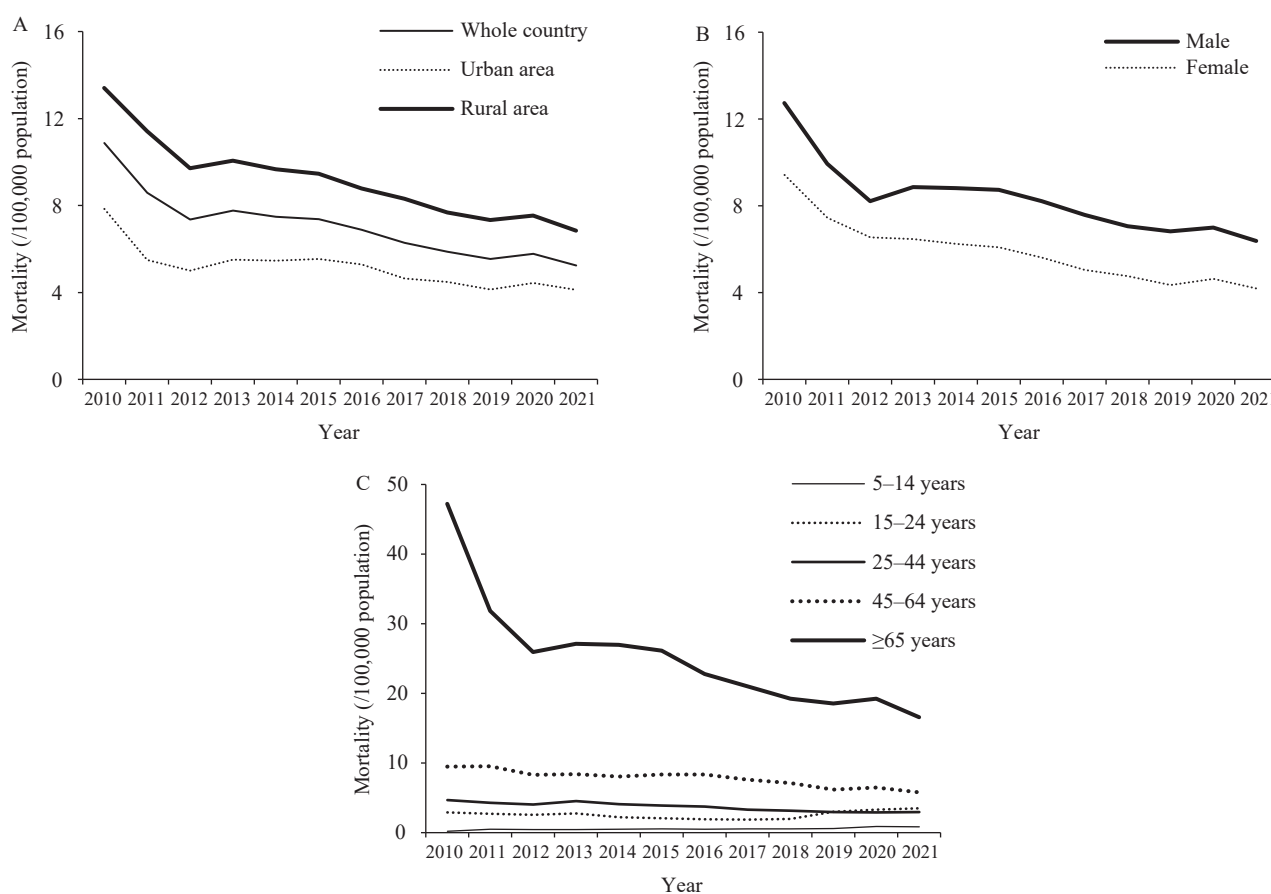 A
16
12
8
4
0
Mortality (/100,000 population)
Whole country
Urban area
Rural area
2010 2011 2012 2013 2014 2015 2016 2017 2018 2019 2020 2021
Year
B
16
12
8
4
0
Mortality (/100,000 population)
Male
Female
2010 2011 2012 2013 2014 2015 2016 2017 2018 2019 2020 202
Year
C
50
40
30
20
10
0
Mortality (/100,000 population)
5–14 years
15–24 years
25–44 years
45–64 years
≥65 years
2010 2011 2012 2013 2014 2015 2016 2017 2018 2019 2020 2021
Year